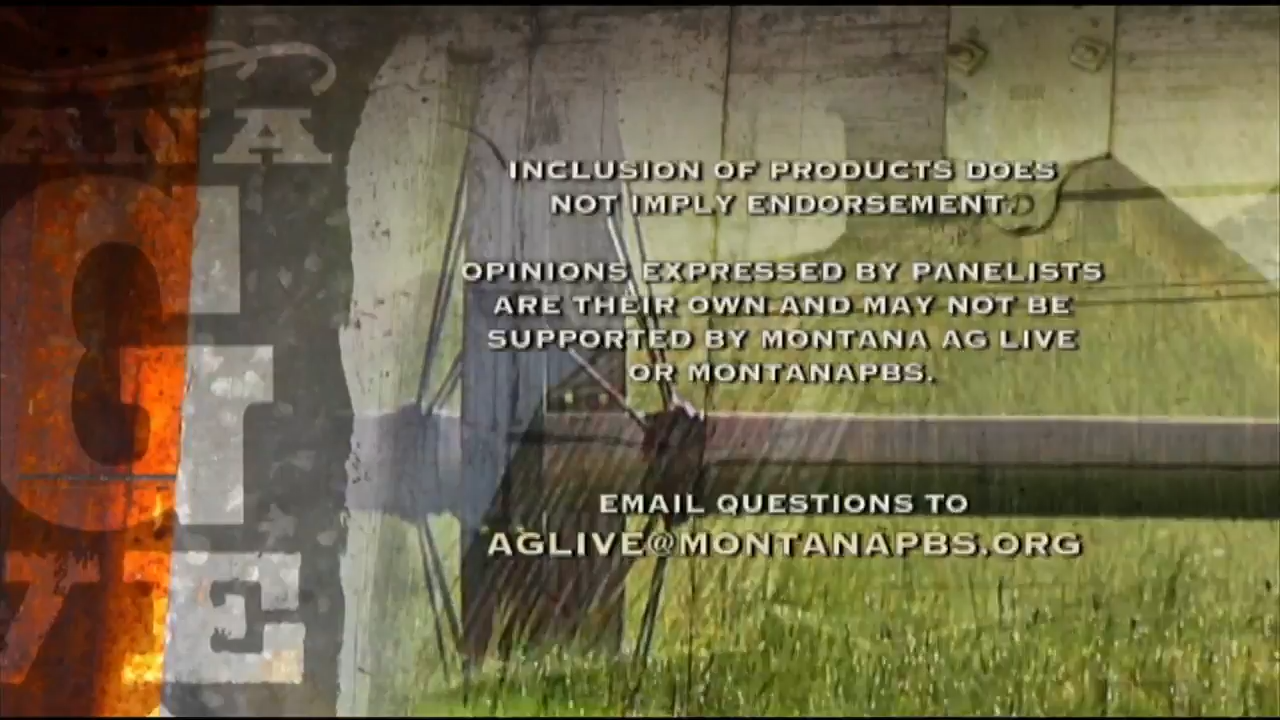 ANA
INCLUSION OF PRODUCTS DOES
NOT IMPLY ENDORSEMENT.
OPINIONS EXPRESSED BY PANELISTS
ARE THEIR OWN AND MAY NOT BE
SUPPORTED BY MONTANA AG LIVE
OR MONTANAPBS.
EMAIL QUESTIONS TO
AGLIVE@MONTANAPBS.ORG